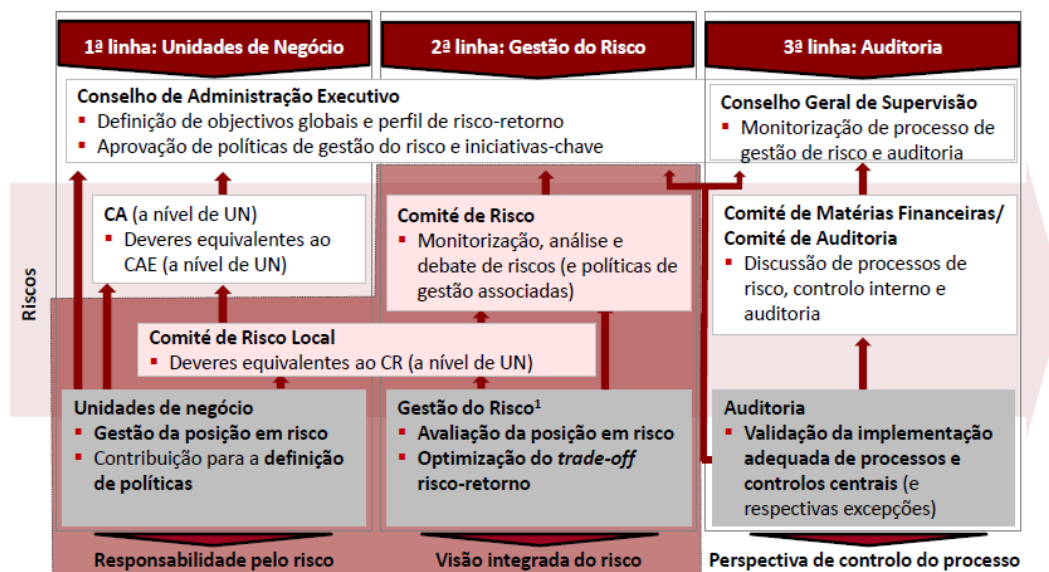 1ª linha: Unidades de Negócio
2ª linha: Gestão do Risco
3ª linha: Auditoria
Conselho de Administração Executivo
▪ Definição de objectivos globais e perfil de risco-retorno
▪ Aprovação de políticas de gestão do risco e iniciativas-chave
Conselho Geral de Supervisão
▪ Monitorização de processo de
gestão de risco e auditoria
Riscos
CA (a nível de UN)
▪ Deveres equivalentes ao
CAE (a nível de UN)
Comité de Risco
▪ Monitorização, análise e
debate de riscos (e políticas de
gestão associadas)
Comité de Matérias Financeiras/
Comité de Auditoria
▪ Discussão de processos de
risco, controlo interno e
auditoria
Comité de Risco Local
▪ Deveres equivalentes ao CR (a nível de UN)
Unidades de negócio
▪ Gestão da posição em risco
▪ Contribuição para a definição
de políticas
Gestão do Risco¹
▪ Avaliação da posição em risco
▪ Optimização do trade-off
risco-retorno
Auditoria
▪ Validação da implementação
adequada de processos e
controlos centrais (e
respectivas excepções)
Responsabilidade pelo risco
Visão integrada do risco
Perspectiva de controlo do processo